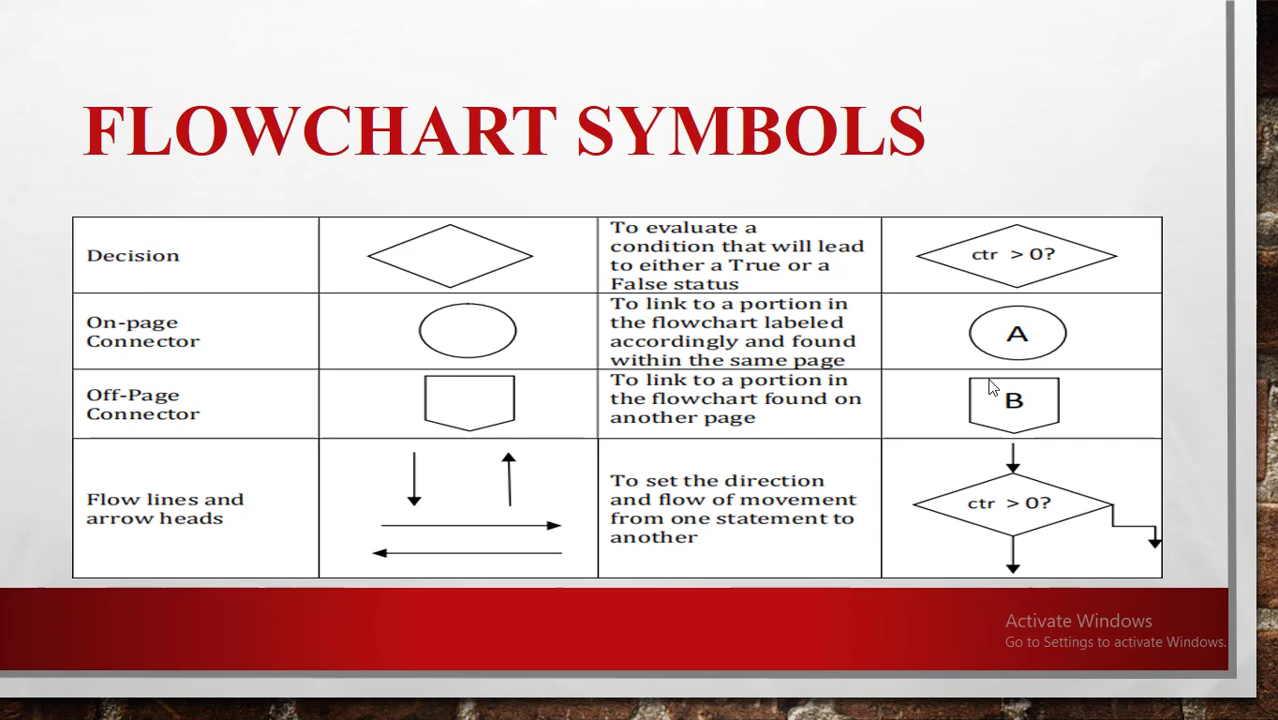 FLOWCHART SYMBOLS
Decision
To evaluate a
condition that will lead
to either a True or a
False status
ctr > 0?
On-page
Connector
To link to a portion in
the flowchart labeled
accordingly and found
within the same page
A
Off-Page
Connector
To link to a portion in
the flowchart found on
another page
B
Flow lines and
arrow heads
To set the direction
and flow of movement
from one statement to
another
ctr > 0?
Activate Windows
Go to Settings to activate Windows.